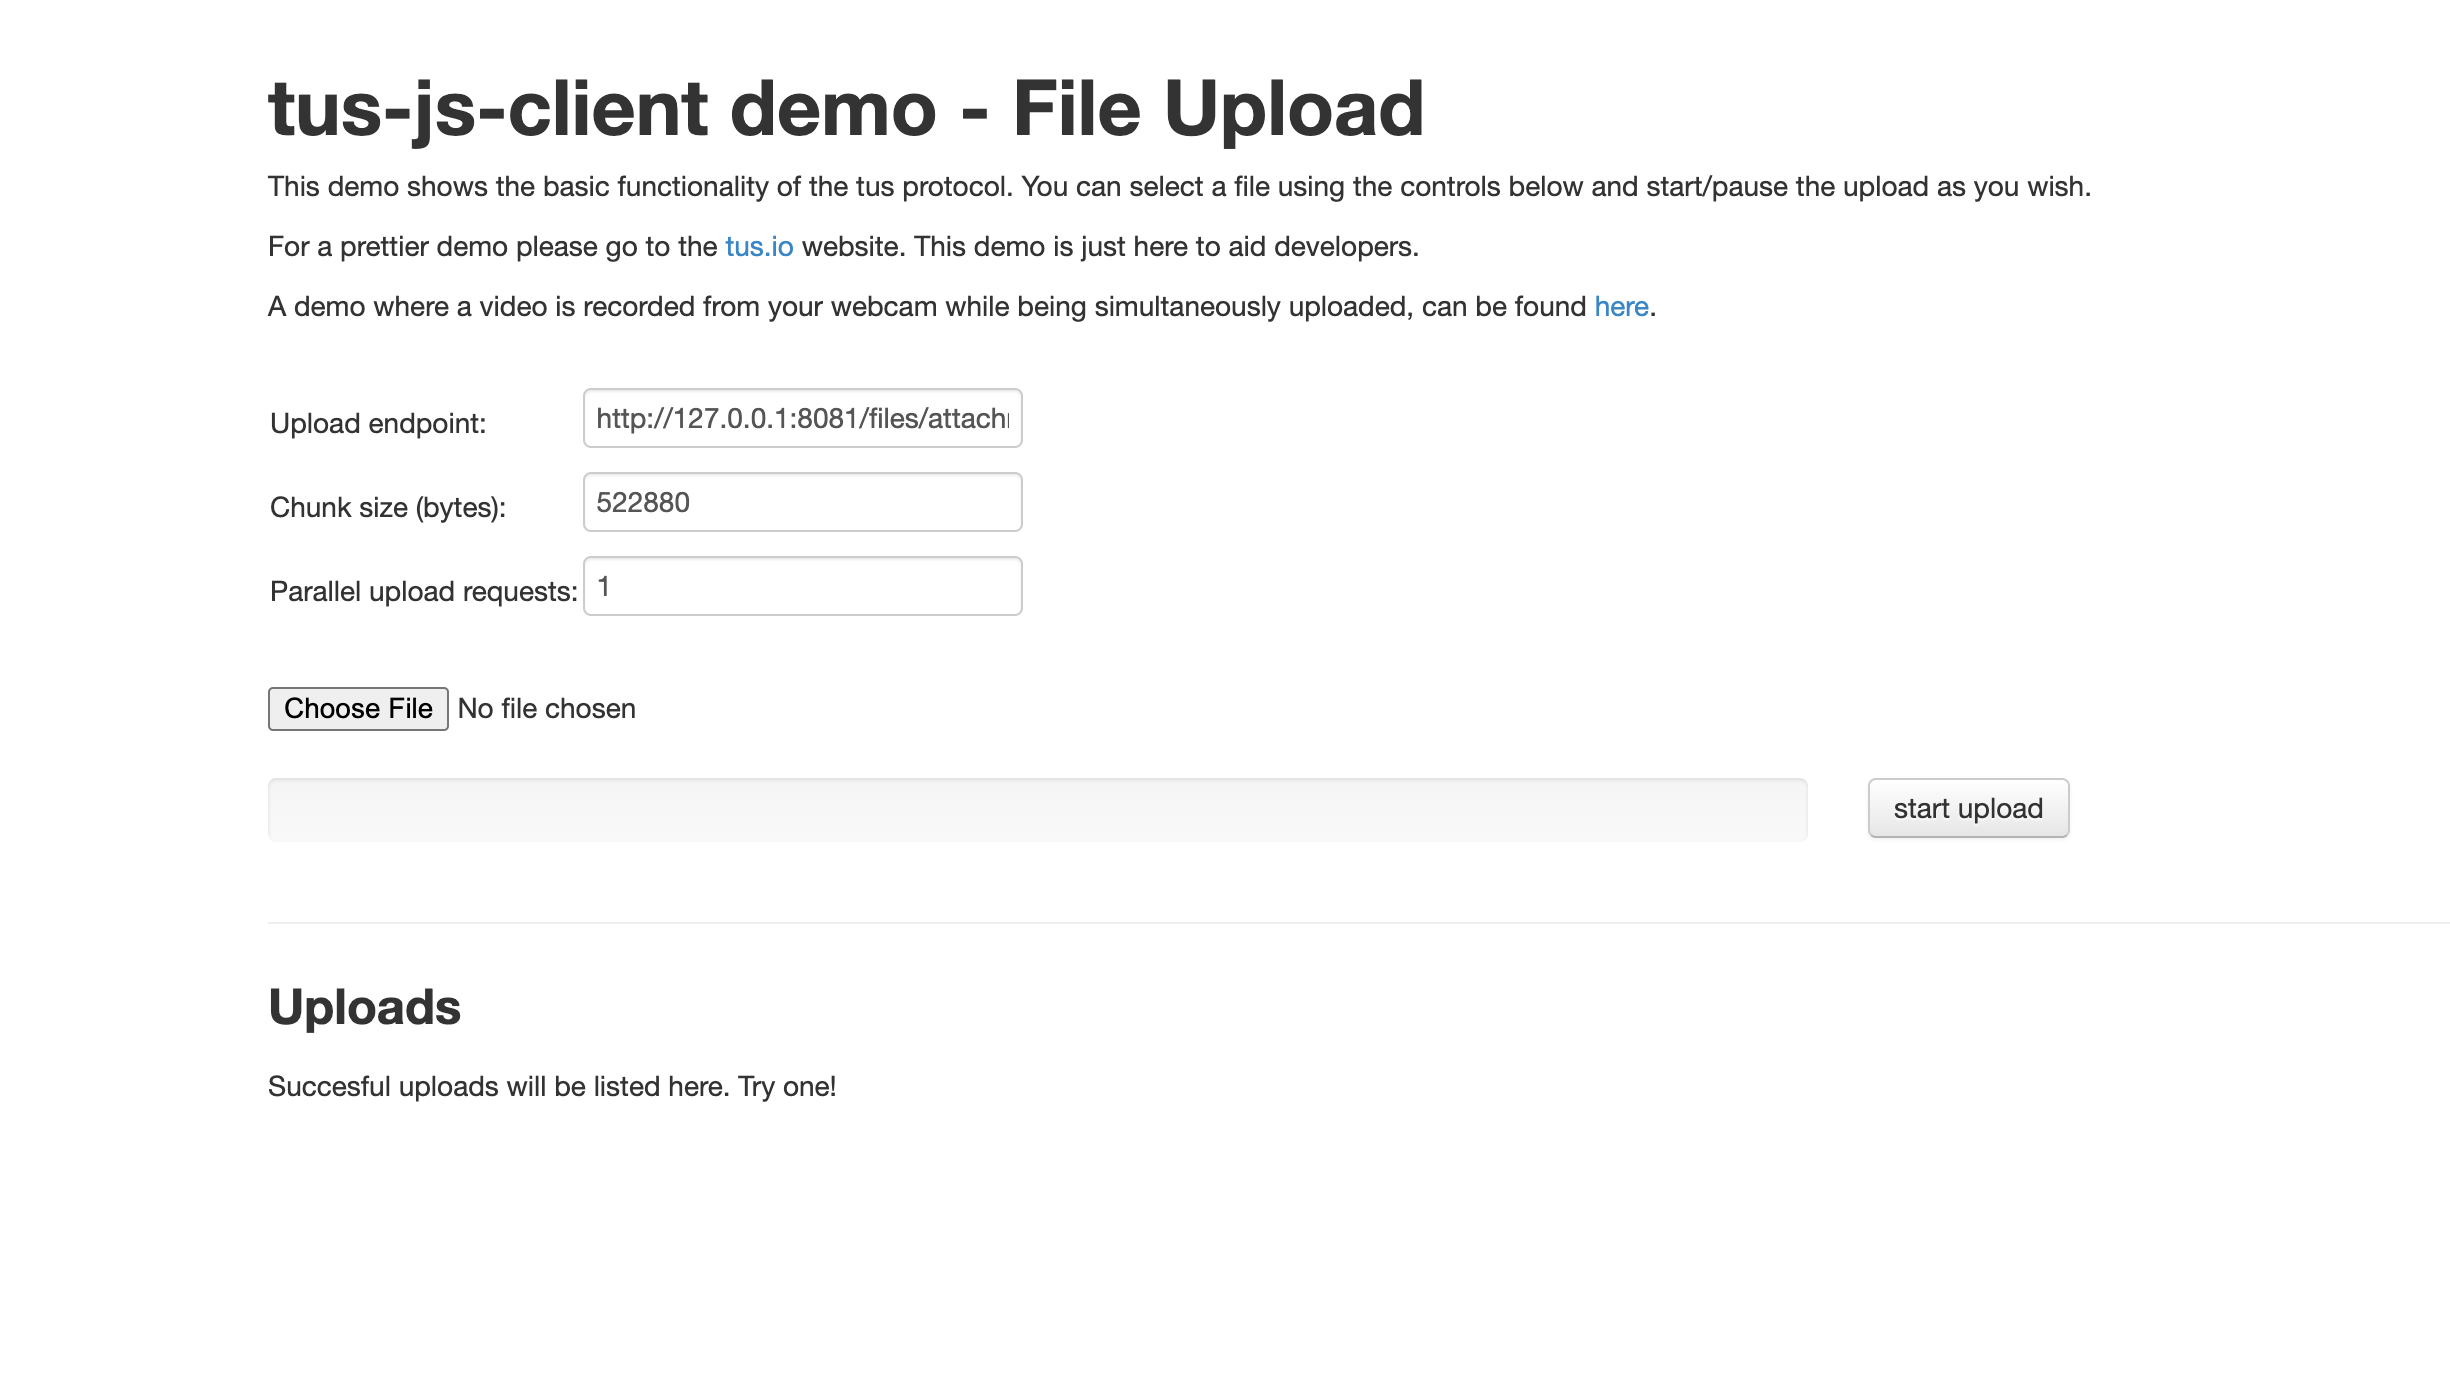 tus-js-client demo - File Upload
This demo shows the basic functionality of the tus protocol. You can select a file using the controls below and start/pause the upload as you wish.
For a prettier demo please go to the tus.io website. This demo is just here to aid developers.
A demo where a video is recorded from your webcam while being simultaneously uploaded, can be found here.
Upload endpoint: http://127.0.0.1:8081/files/attach
Chunk size (bytes): 522880
Parallel upload requests: 1
Choose File No file chosen
start upload
Uploads
Succesful uploads will be listed here. Try one!